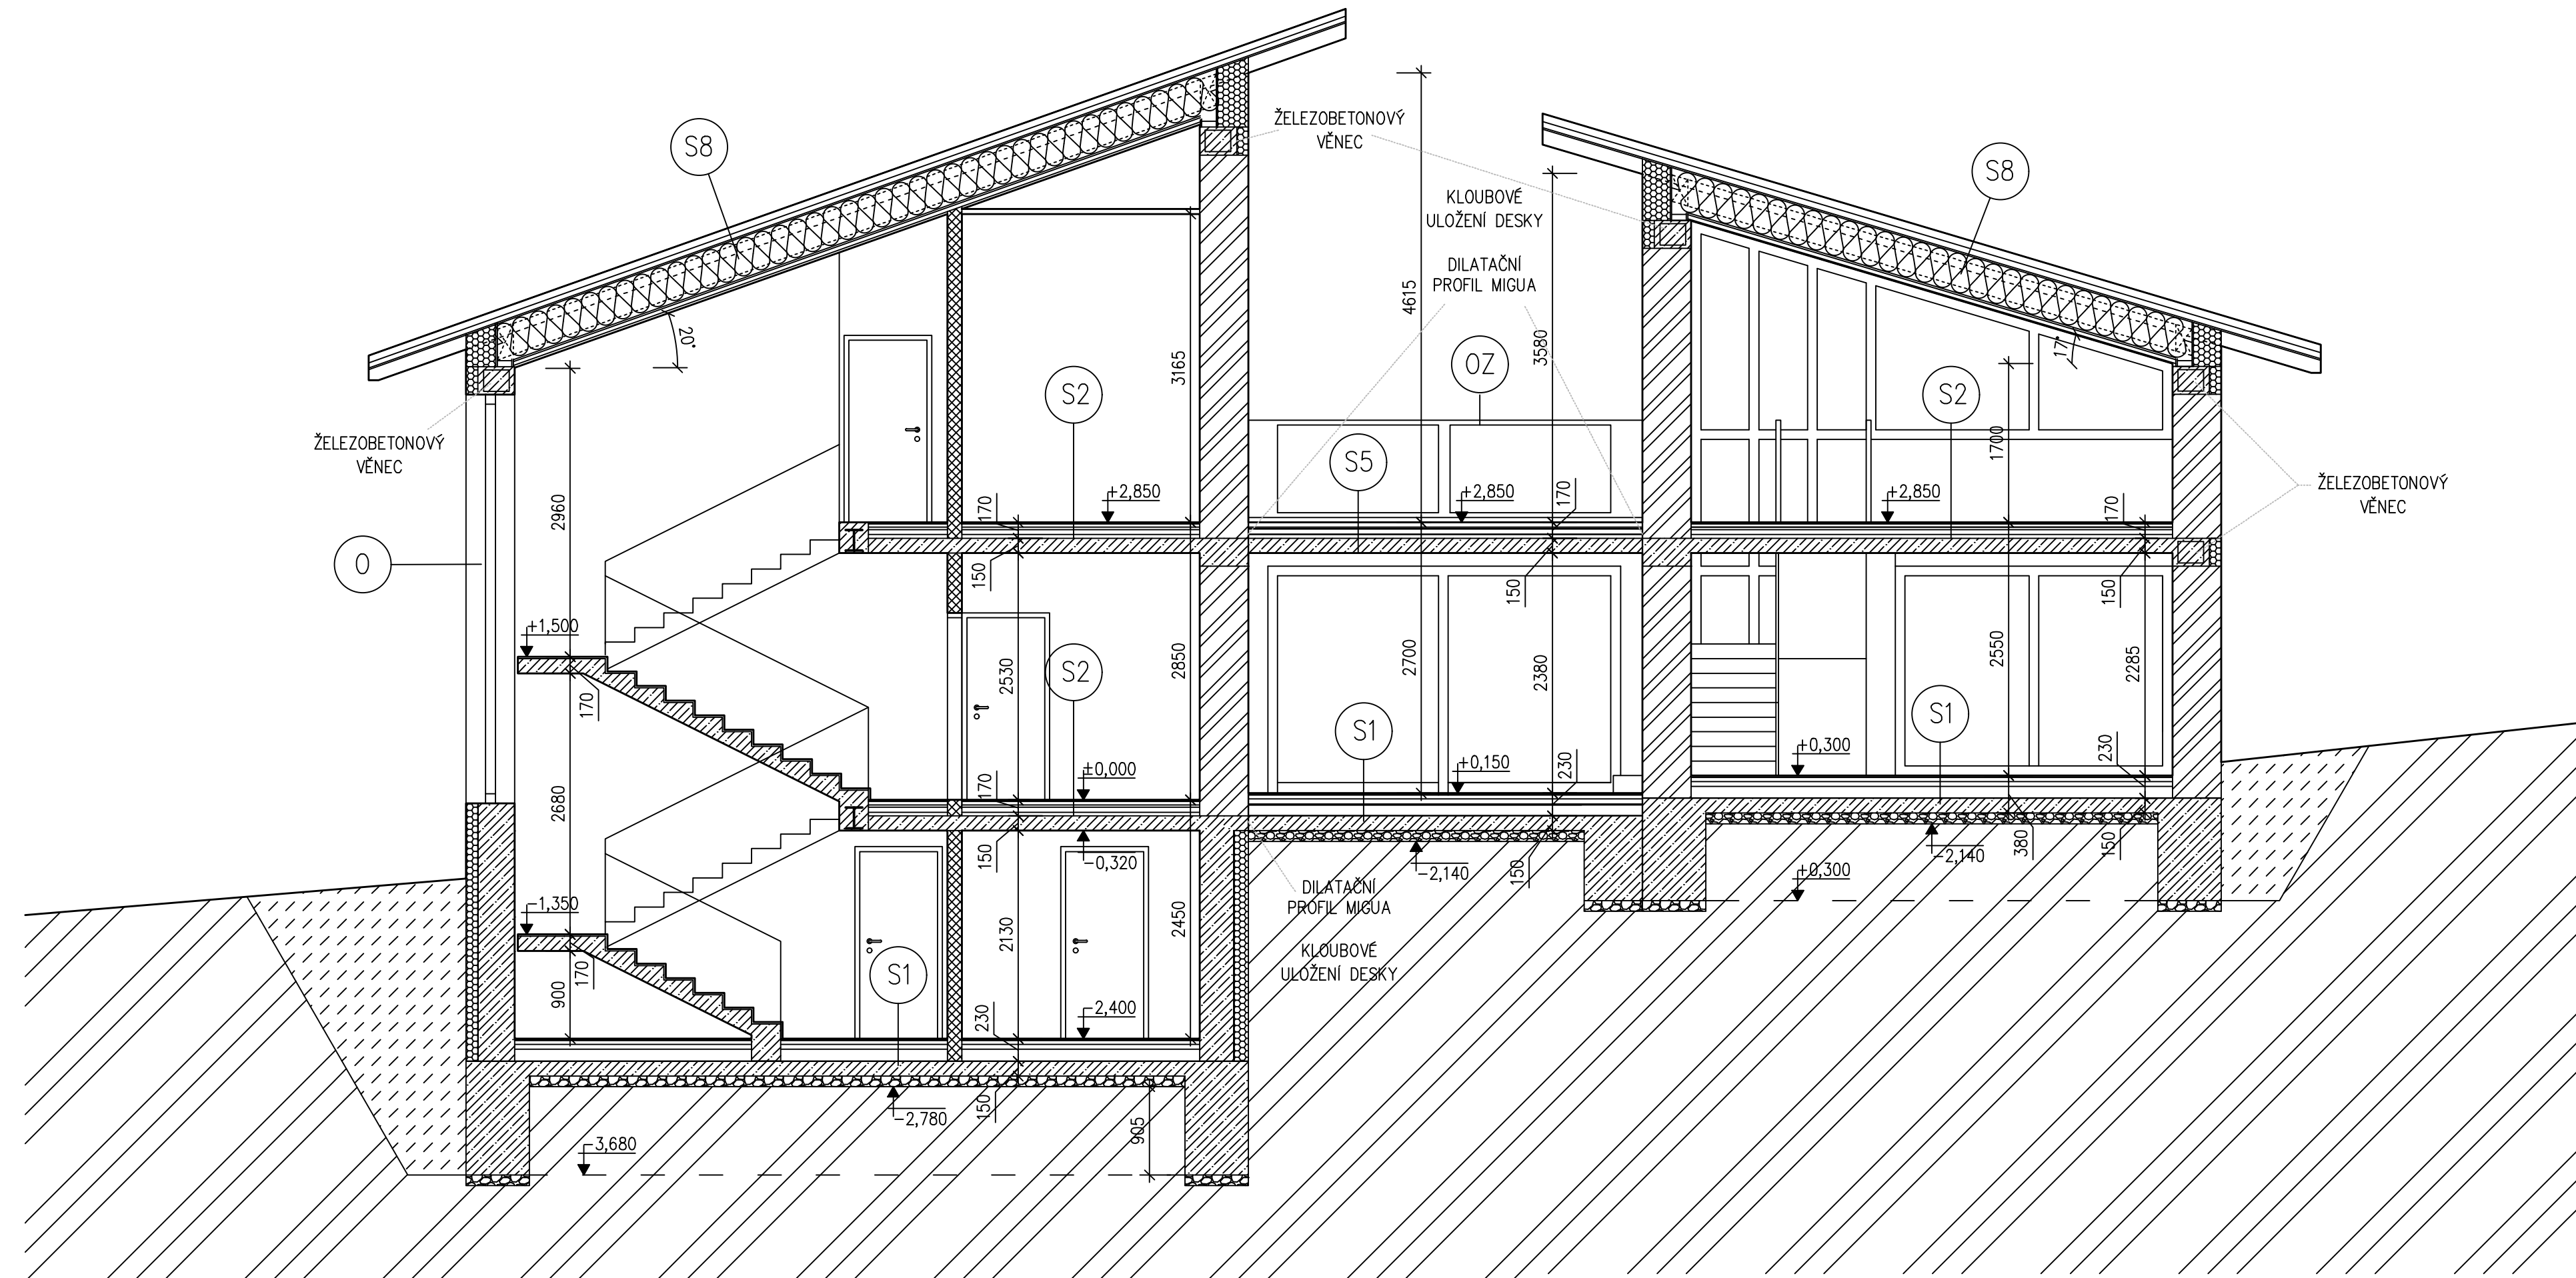 ŽELEZOBETONOVÝ
VĚNEC
S8
S8
KLOUBOVÉ
ULOŽENÍ DESKY
DILATAČNÍ
PROFIL MIGUA
4615
3580
20°
17°
3165
S2
OZ
S2
ŽELEZOBETONOVÝ
VĚNEC
1700
S5
ŽELEZOBETONOVÝ
VĚNEC
2960
170
+2,850
+2,850
170
+2,850
170
O
150
150
150
+1,500
170
2530
S2
2850
2700
2380
2550
2285
S1
S1
2680
170
±0,000
+0,150
230
+0,300
230
150
-0,320
-2,140
150
-2,140
380
150
+0,300
DILATAČNÍ
PROFIL MIGUA
-1,350
2130
2450
KLOUBOVÉ
ULOŽENÍ DESKY
170
S1
900
230
-2,400
-2,780
150
905
-3,680